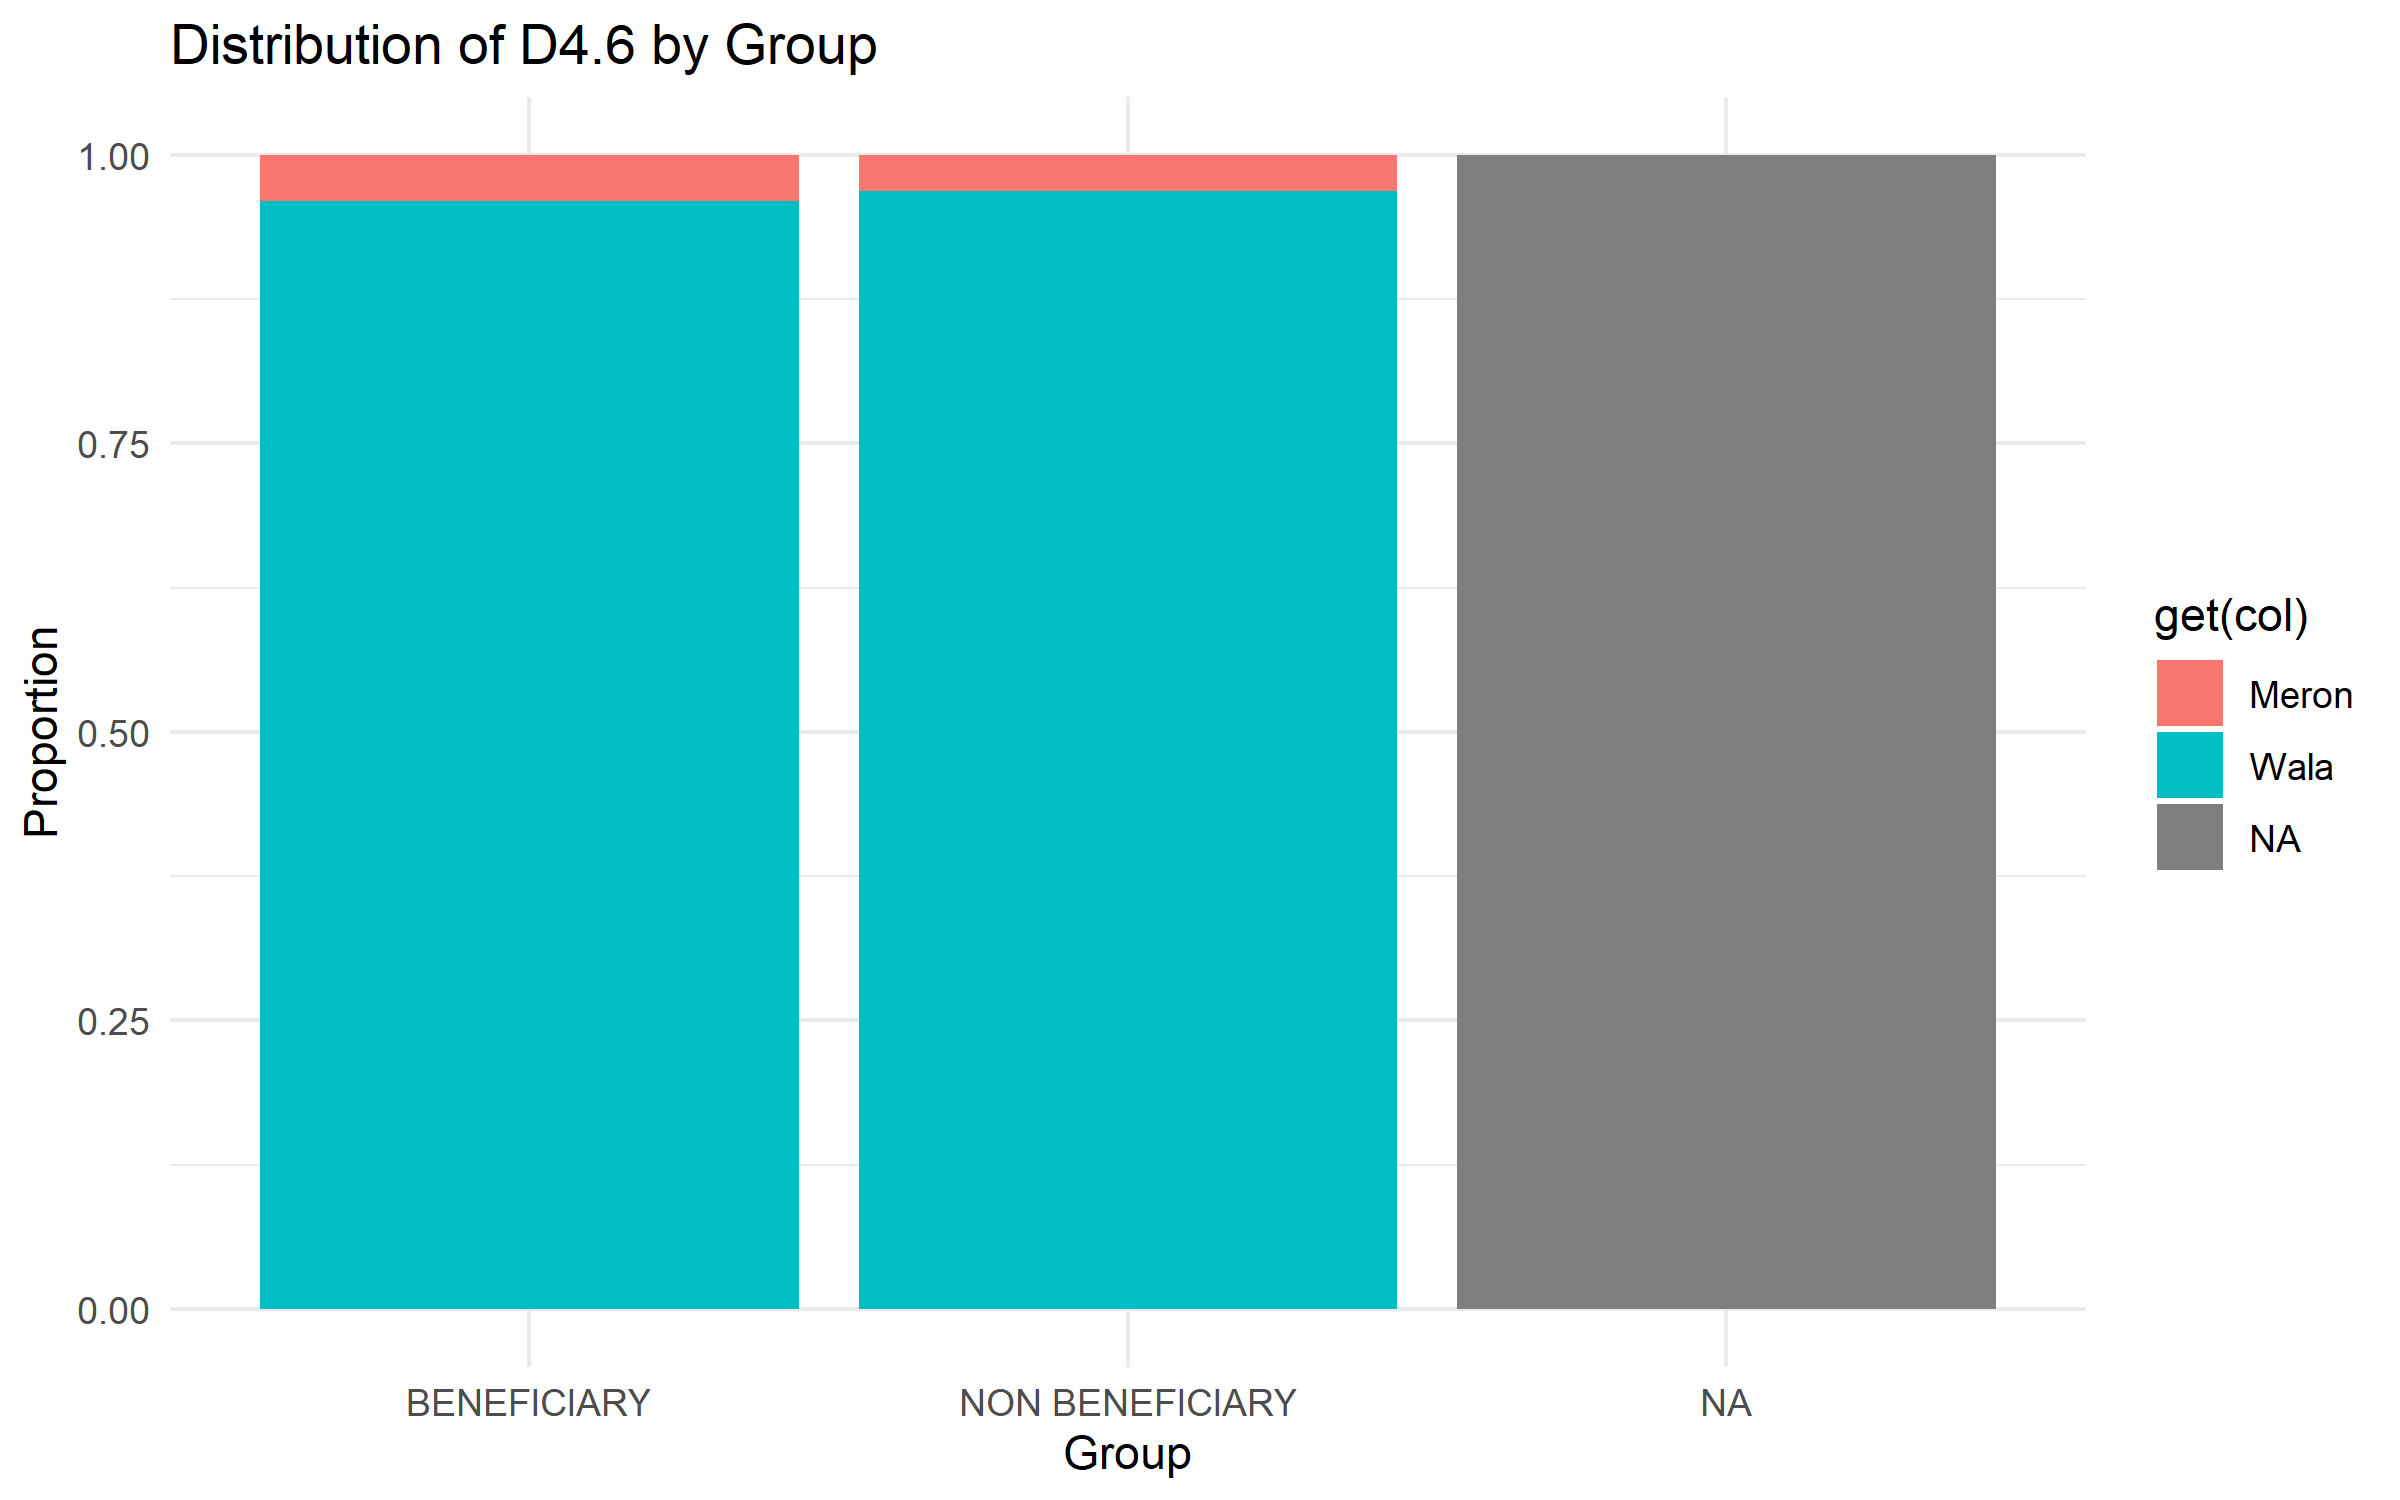 Distribution of D4.6 by Group
Proportion
1.00
0.75
0.50
0.25
0.00
BENEFICIARY
NON BENEFICIARY
NA
Group
get(col)
Meron
Wala
NA